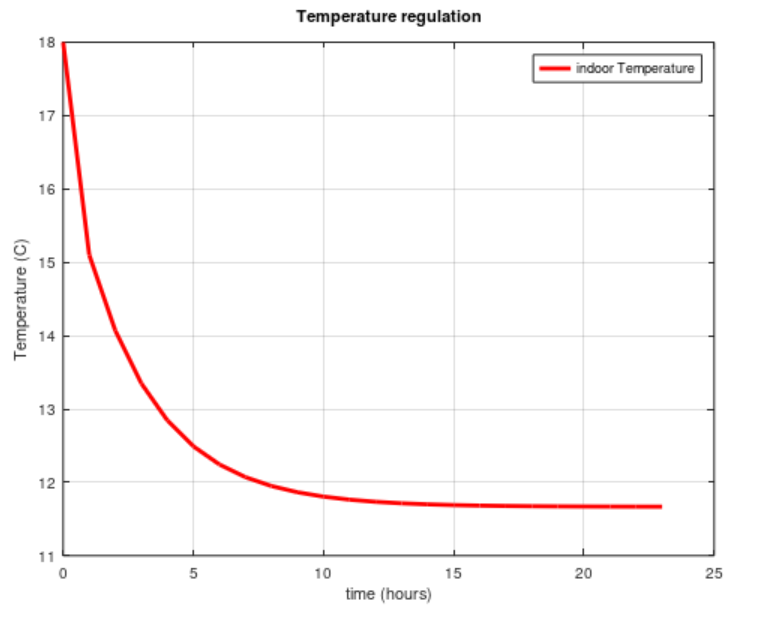 Temperature regulation
indoor Temperature
18
17
16
15
14
13
12
11
Temperature (C)
0 5 10 15 20 25
time (hours)